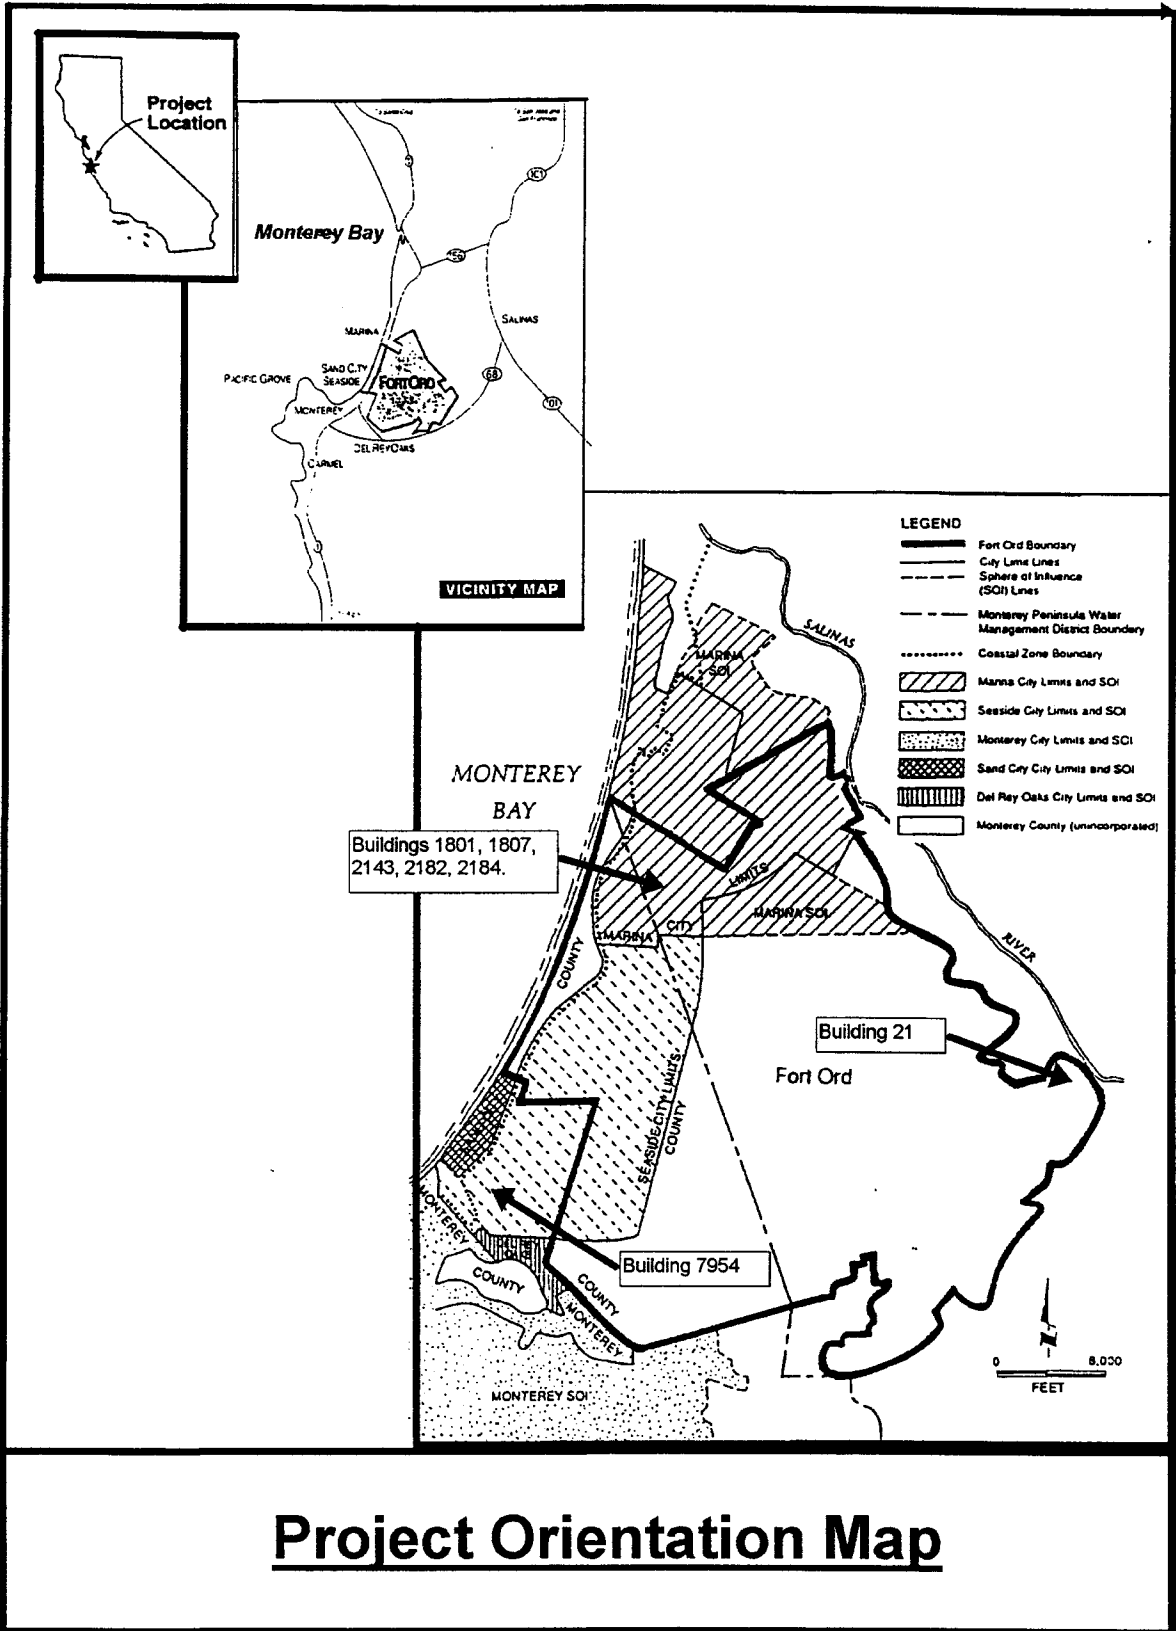 Project
Location
Monterey Bay
SALINAS
MARINA
SAND CITY
SEASIDE
PACIFIC GROVE
FORT ORD
68
MONTEREY
DEL REY OAKS
CARMEL
1
VICINITY MAP
LEGEND
Fort Ord Boundary
City Limit Lines
Sphere of Influence
(SOI) Lines
Monterey Peninsula Water
Management District Boundary
Coastal Zone Boundary
Marina City Limits and SOI
Seaside City Limits and SOI
Monterey City Limits and SOI
Sand City City Limits and SOI
Del Rey Oaks City Limits and SOI
Monterey County (unincorporated)
SALINAS
MARINA
SOI
MONTEREY
BAY
Buildings 1801, 1807,
2143, 2182, 2184.
LIMITS
MARINA SOI
CITY
MARINA
COUNTY
RIVER
Building 21
Fort Ord
SEASIDE CITY LIMITS
COUNTY
MONTEREY
Building 7954
COUNTY
COUNTY
MONTEREY
MONTEREY SOI
N
0 8,000
FEET
Project Orientation Map